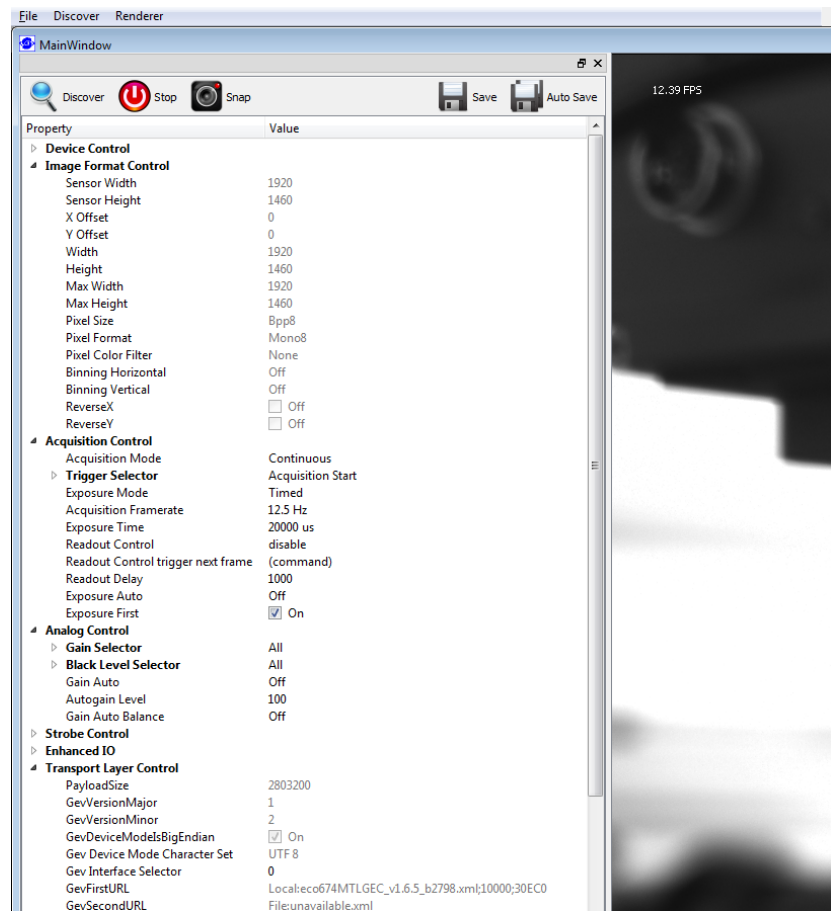 File Discover Renderer
MainWindow
Discover Stop Snap Save Auto Save
12.39 FPS
Property Value
Device Control
Image Format Control
Sensor Width 1920
Sensor Height 1460
X Offset 0
Y Offset 0
Width 1920
Height 1460
Max Width 1920
Max Height 1460
Pixel Size Bpp8
Pixel Format Mono8
Pixel Color Filter None
Binning Horizontal Off
Binning Vertical Off
ReverseX Off
ReverseY Off
Acquisition Control
Acquisition Mode Continuous
Trigger Selector Acquisition Start
Exposure Mode Timed
Acquisition Framerate 12.5 Hz
Exposure Time 20000 us
Readout Control disable
Readout Control trigger next frame (command)
Readout Delay 1000
Exposure Auto Off
Exposure First On
Analog Control
Gain Selector All
Black Level Selector All
Gain Auto Off
Autogain Level 100
Gain Auto Balance Off
Strobe Control
Enhanced IO
Transport Layer Control
PayloadSize 2803200
GevVersionMajor 1
GevVersionMinor 2
GevDeviceModeIsBigEndian On
Gev Device Mode Character Set UTF8
Gev Interface Selector 0
GevFirstURL Local:eco674MTLGEC_v1.6.5_b2798.xml;10000;30EC0
GevSecondURL File:unavailable.xml